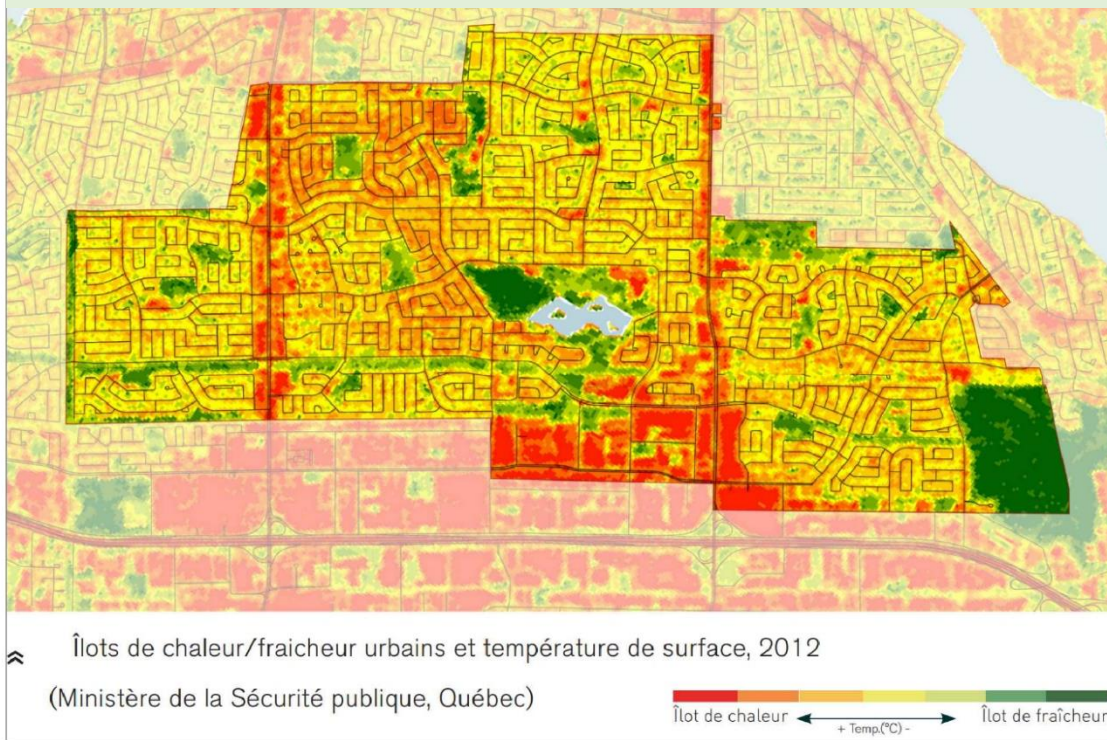 Îlots de chaleur/fraicheur urbains et température de surface, 2012
(Ministère de la Sécurité publique, Québec)
Îlot de chaleur
+ Temp.(°C) -
Îlot de fraîcheur